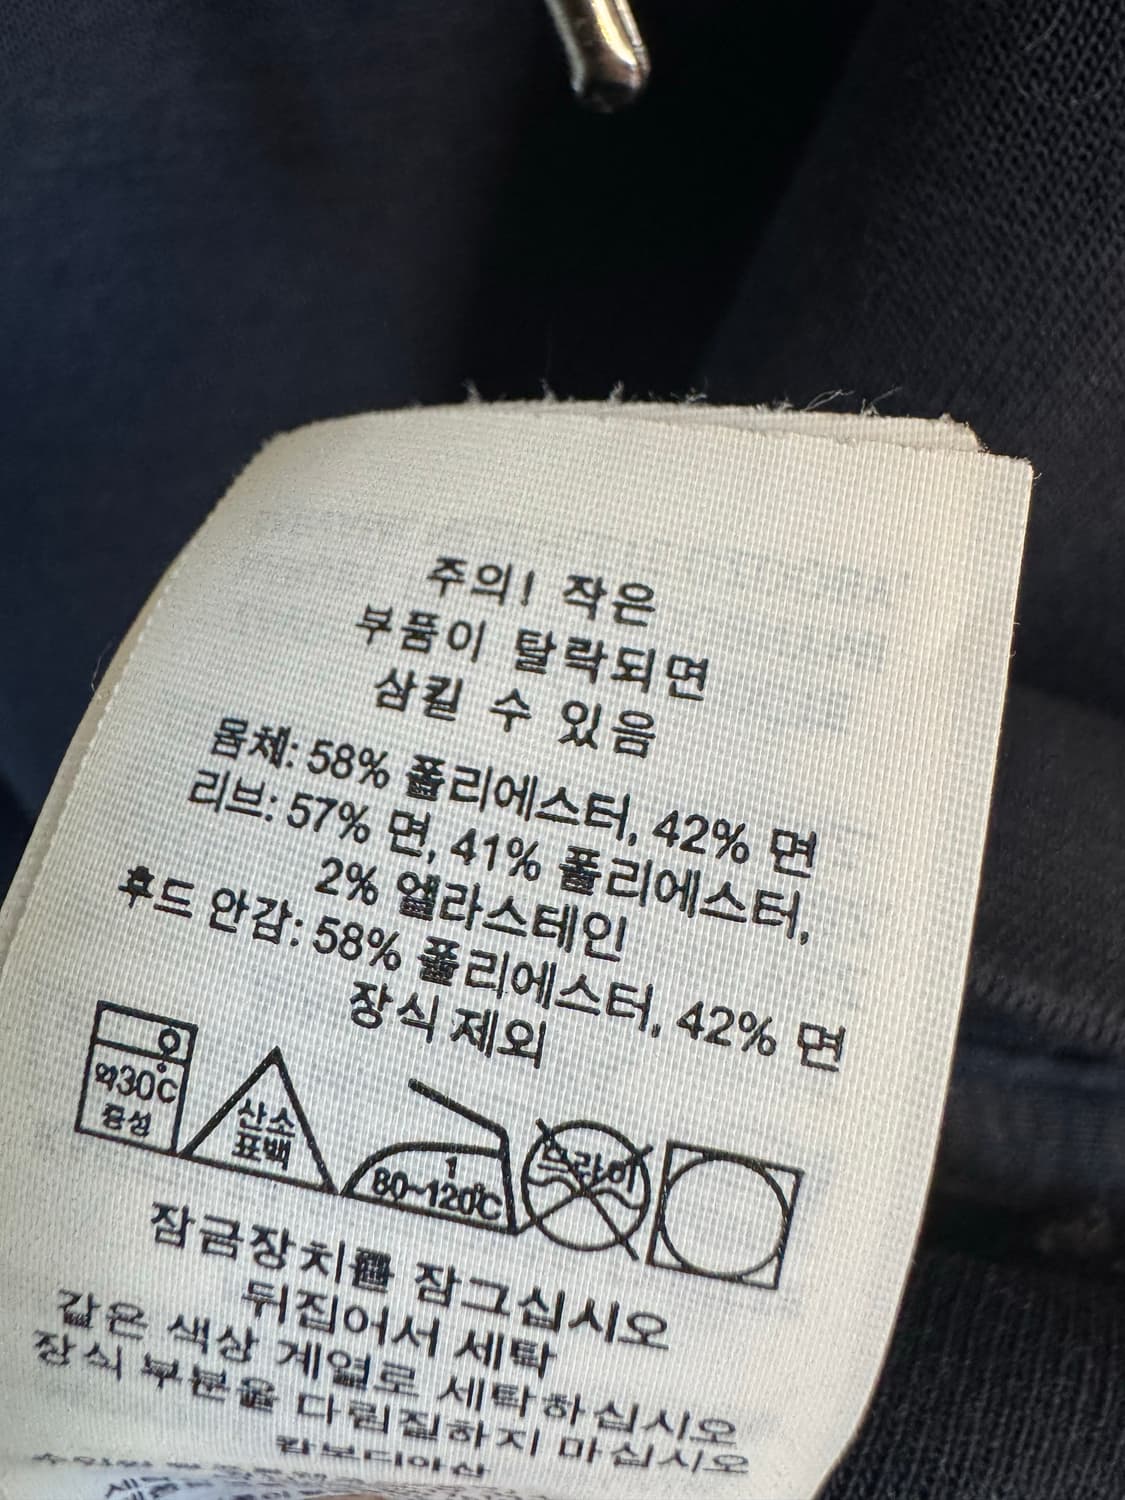 주의! 작은
부품이 탈락되면
삼킬 수 있음
몸체: 58% 폴리에스터, 42% 면
리브: 57% 면, 41% 폴리에스터,
2% 엘라스테인
후드 안감: 58% 폴리에스터, 42% 면
장식 제외
약30°C
중성
산소
표백
1
80~120°C
드라이
잠금장치를 잠그십시오
뒤집어서 세탁
같은 색상 계열로 세탁하십시오
장식 부분을 다림질하지 마십시오
캄보디아산